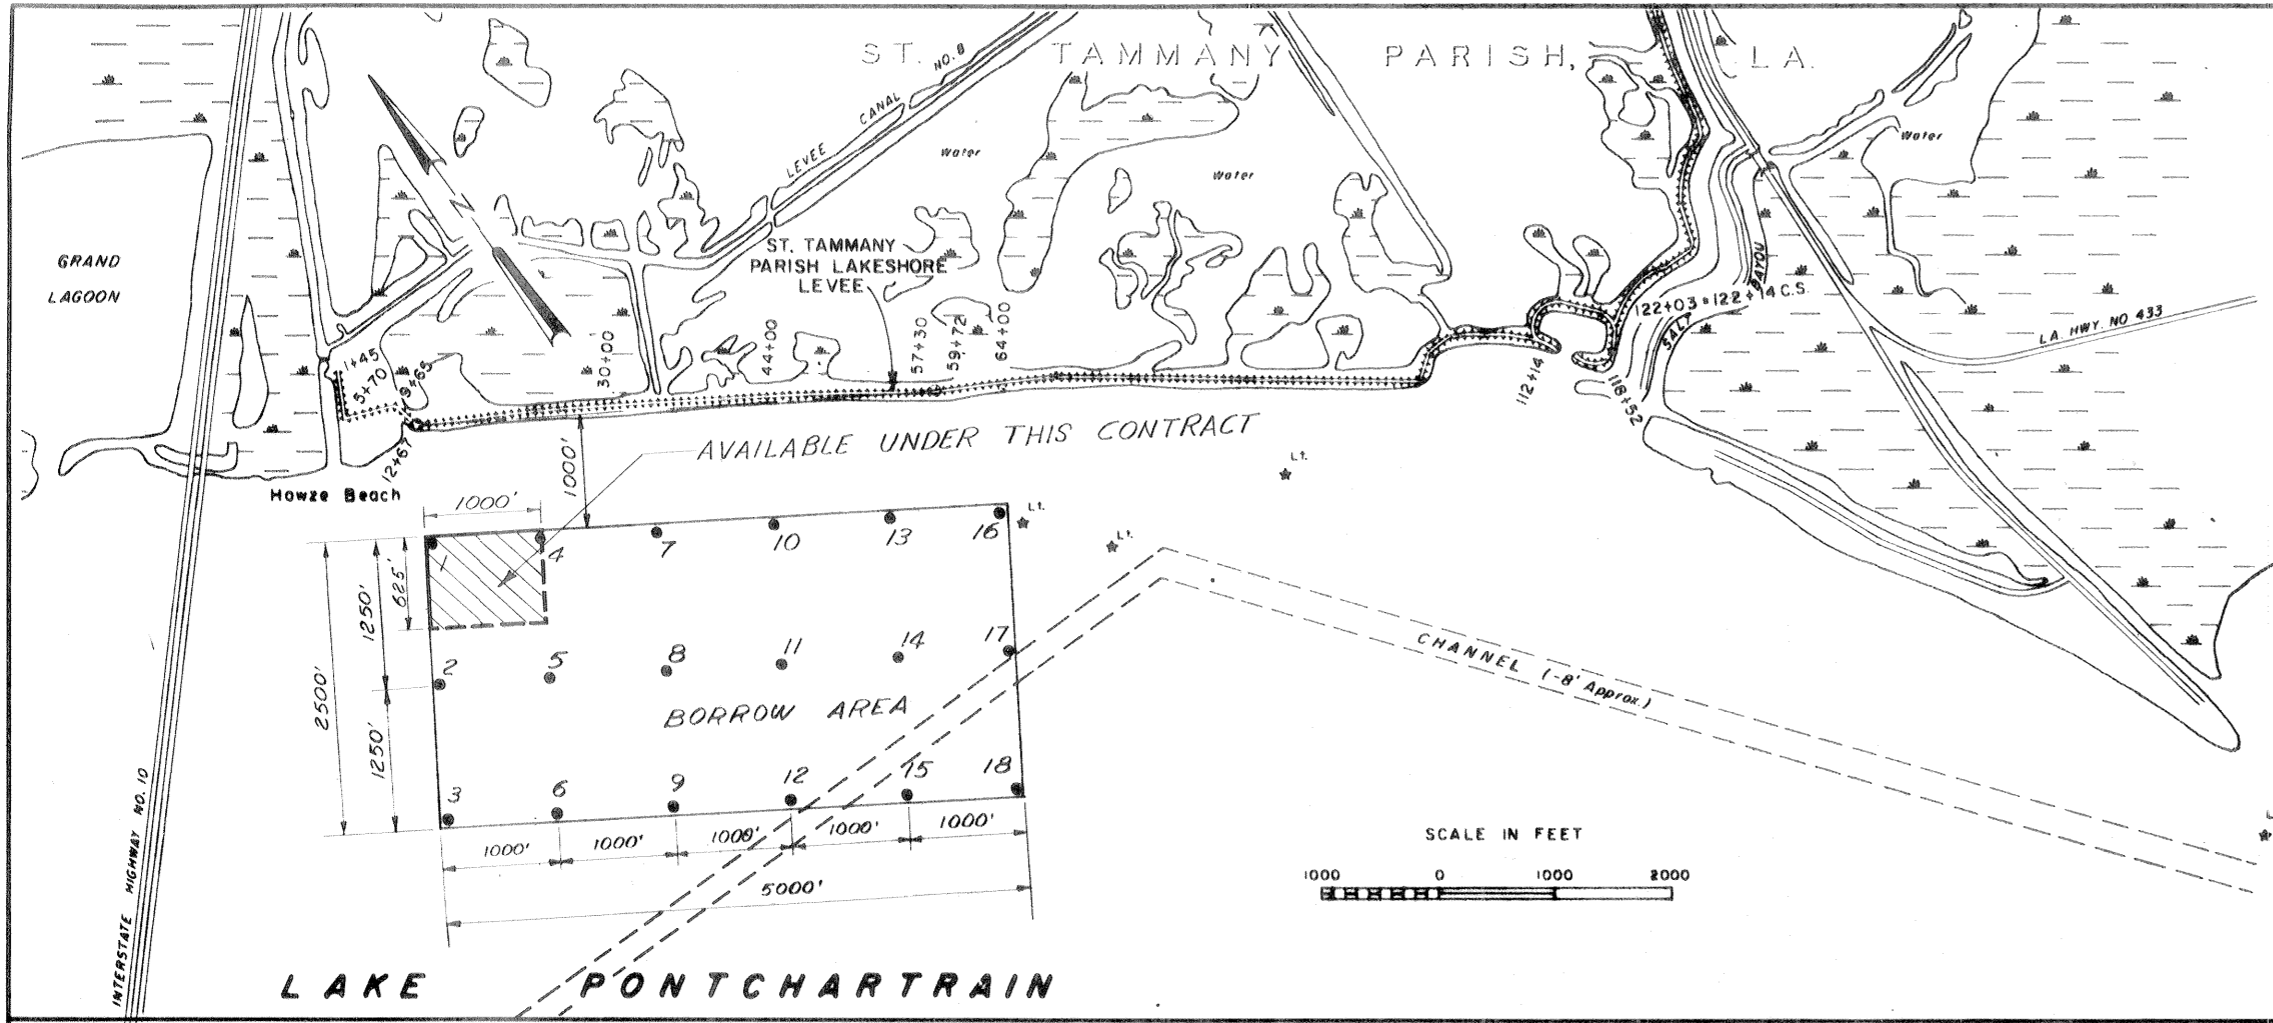 ST. TAMMANY PARISH, LA.
LEVEE CANAL NO. 8
Water
Water
Water
GRAND
LAGOON
N
ST. TAMMANY
PARISH LAKESHORE
LEVEE
BAYOU
SALT
122+03 = 122+14 C.S.
LA. HWY. NO 433
1+45
5+70
9+65
12+67
30+00
44+00
57+30
59+72
64+00
112+14
118+52
Howze Beach
AVAILABLE UNDER THIS CONTRACT
1000'
1000'
Lt.
Lt.
Lt.
1
4
7
10
13
16
625'
1250'
2500'
1250'
2
5
8
11
14
17
BORROW AREA
3
6
9
12
15
18
1000'
1000'
1000'
1000'
1000'
5000'
CHANNEL (-8' Approx.)
INTERSTATE HIGHWAY NO. 10
SCALE IN FEET
1000 0 1000 2000
LAKE PONTCHARTRAIN